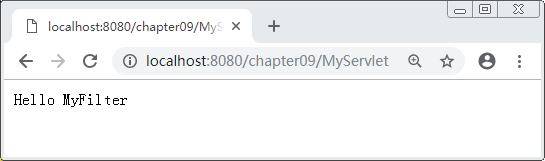 localhost:8080/chapter09/MyS
localhost:8080/chapter09/MyServlet
Hello MyFilter